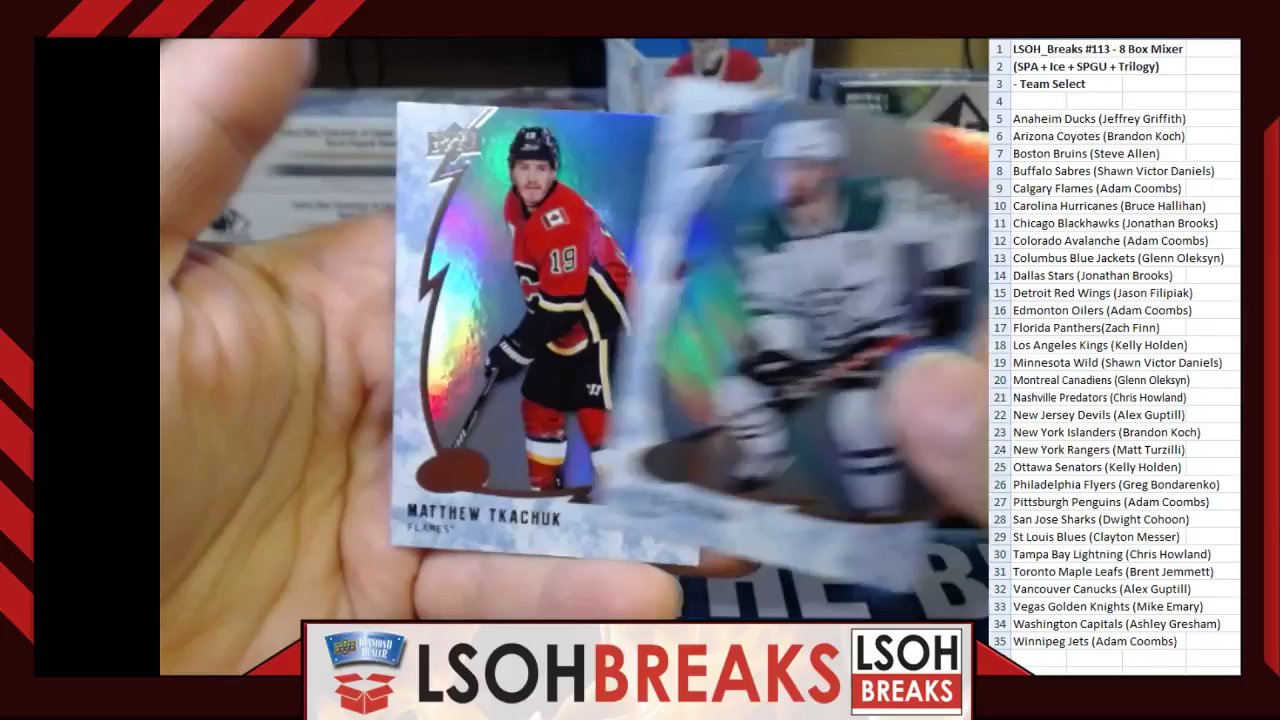 1 LSOH_Breaks #113 - 8 Box Mixer
2 (SPA + Ice + SPGU + Trilogy)
3 - Team Select
4
5 Anaheim Ducks (Jeffrey Griffith)
6 Arizona Coyotes (Brandon Koch)
7 Boston Bruins (Steve Allen)
8 Buffalo Sabres (Shawn Victor Daniels)
9 Calgary Flames (Adam Coombs)
10 Carolina Hurricanes (Bruce Hallihan)
11 Chicago Blackhawks (Jonathan Brooks)
12 Colorado Avalanche (Adam Coombs)
13 Columbus Blue Jackets (Glenn Oleksyn)
14 Dallas Stars (Jonathan Brooks)
15 Detroit Red Wings (Jason Filipiak)
16 Edmonton Oilers (Adam Coombs)
17 Florida Panthers(Zach Finn)
18 Los Angeles Kings (Kelly Holden)
19 Minnesota Wild (Shawn Victor Daniels)
20 Montreal Canadiens (Glenn Oleksyn)
21 Nashville Predators (Chris Howland)
22 New Jersey Devils (Alex Guptill)
23 New York Islanders (Brandon Koch)
24 New York Rangers (Matt Turzilli)
25 Ottawa Senators (Kelly Holden)
26 Philadelphia Flyers (Greg Bondarenko)
27 Pittsburgh Penguins (Adam Coombs)
28 San Jose Sharks (Dwight Cohoon)
29 St Louis Blues (Clayton Messer)
30 Tampa Bay Lightning (Chris Howland)
31 Toronto Maple Leafs (Brent Jemmett)
32 Vancouver Canucks (Alex Guptill)
33 Vegas Golden Knights (Mike Emary)
34 Washington Capitals (Ashley Gresham)
35 Winnipeg Jets (Adam Coombs)
19
19
MATTHEW TKACHUK
FLAMES
UPPER DECK
DIAMOND
DEALER
LSOHBREAKS
LSOH
BREAKS